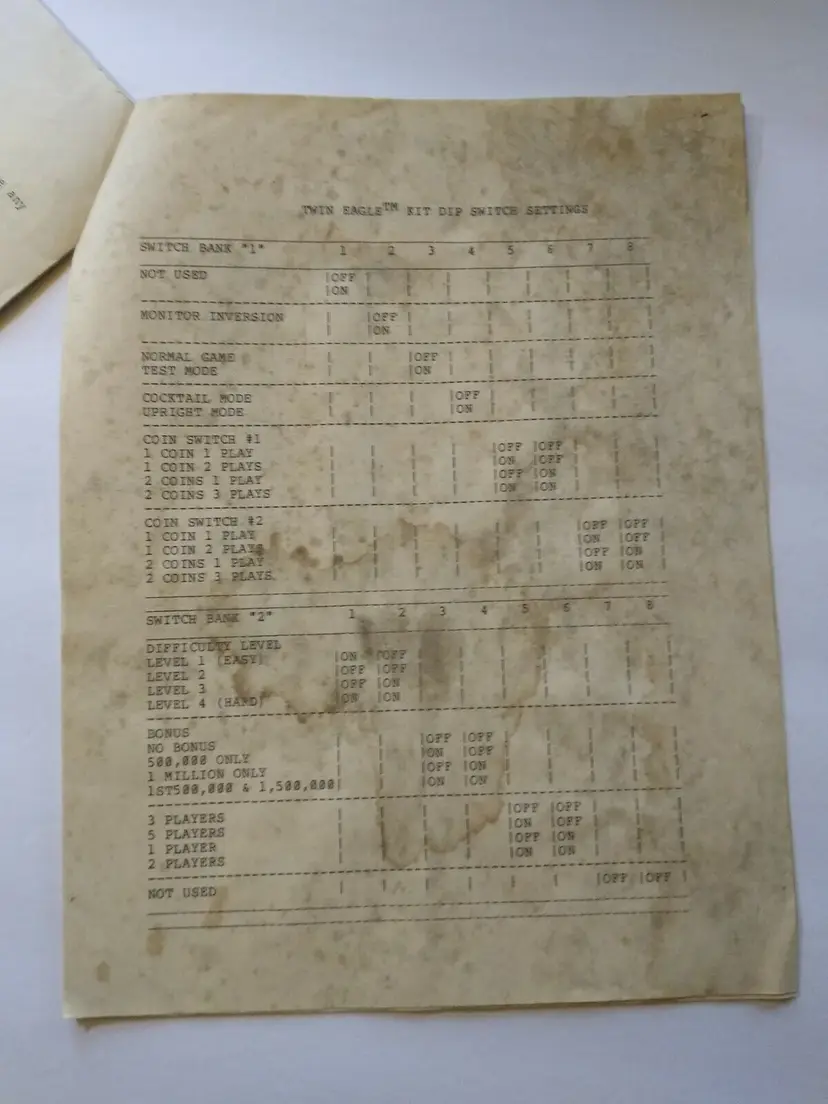 e any
TWIN EAGLE™ KIT DIP SWITCH SETTINGS
SWITCH BANK "1" 1 2 3 4 5 6 7 8
NOT USED |OFF | | | | | | |
|ON | | | | | | |
MONITOR INVERSION | |OFF | | | | | |
| |ON | | | | | |
NORMAL GAME | | |OFF | | | | |
TEST MODE | | |ON | | | | |
COCKTAIL MODE | | | |OFF | | | |
UPRIGHT MODE | | | |ON | | | |
COIN SWITCH #1
1 COIN 1 PLAY | | | | |OFF |OFF | |
1 COIN 2 PLAYS | | | | |ON |OFF | |
2 COINS 1 PLAY | | | | |OFF |ON | |
2 COINS 3 PLAYS | | | | |ON |ON | |
COIN SWITCH #2
1 COIN 1 PLAY | | | | | | |OFF |OFF
1 COIN 2 PLAYS | | | | | | |ON |OFF
2 COINS 1 PLAY | | | | | | |OFF |ON
2 COINS 3 PLAYS | | | | | | |ON |ON
SWITCH BANK "2" 1 2 3 4 5 6 7 8
DIFFICULTY LEVEL
LEVEL 1 (EASY) |ON |OFF | | | | | |
LEVEL 2 |OFF |OFF | | | | | |
LEVEL 3 |OFF |ON | | | | | |
LEVEL 4 (HARD) |ON |ON | | | | | |
BONUS
NO BONUS | | |OFF |OFF | | | |
500,000 ONLY | | |ON |OFF | | | |
1 MILLION ONLY | | |OFF |ON | | | |
1ST500,000 & 1,500,000| | |ON |ON | | | |
3 PLAYERS | | | | |OFF |OFF | |
5 PLAYERS | | | | |ON |OFF | |
1 PLAYER | | | | |OFF |ON | |
2 PLAYERS | | | | |ON |ON | |
NOT USED | | | | | | |OFF |OFF |